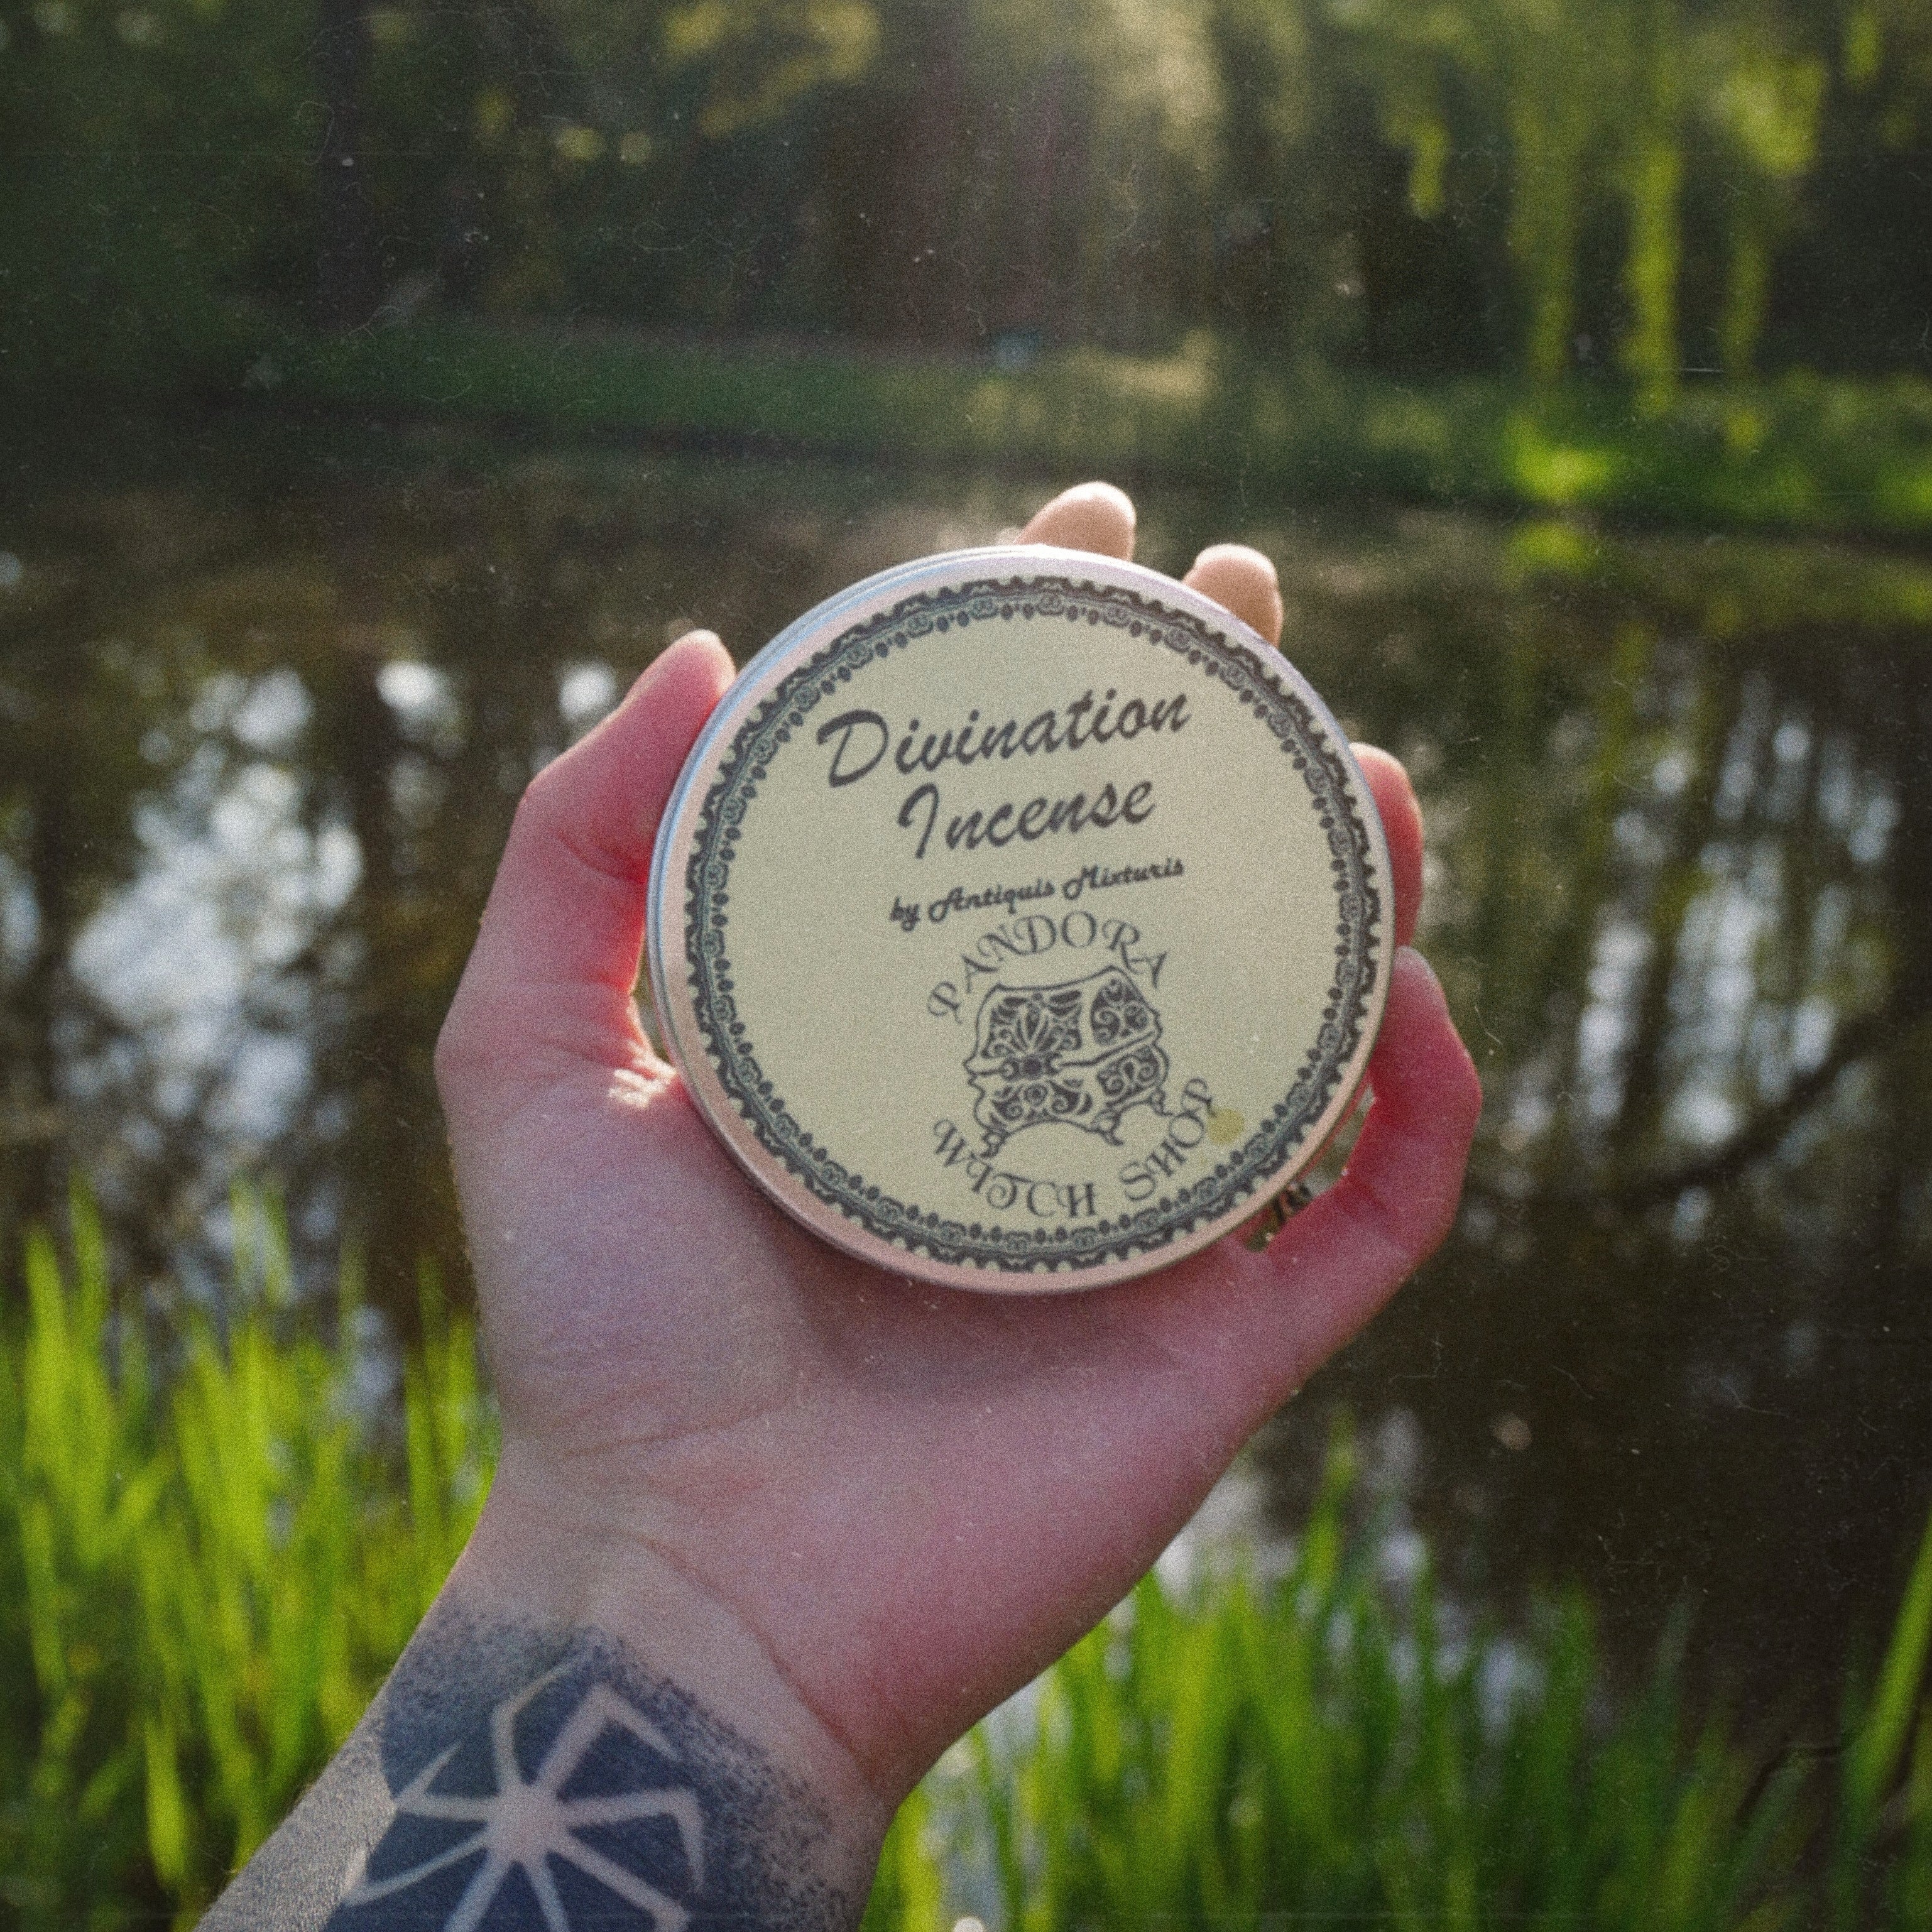 Divination
Incense
by Antiquis Mixturis
PANDORA
WITCH SHOP